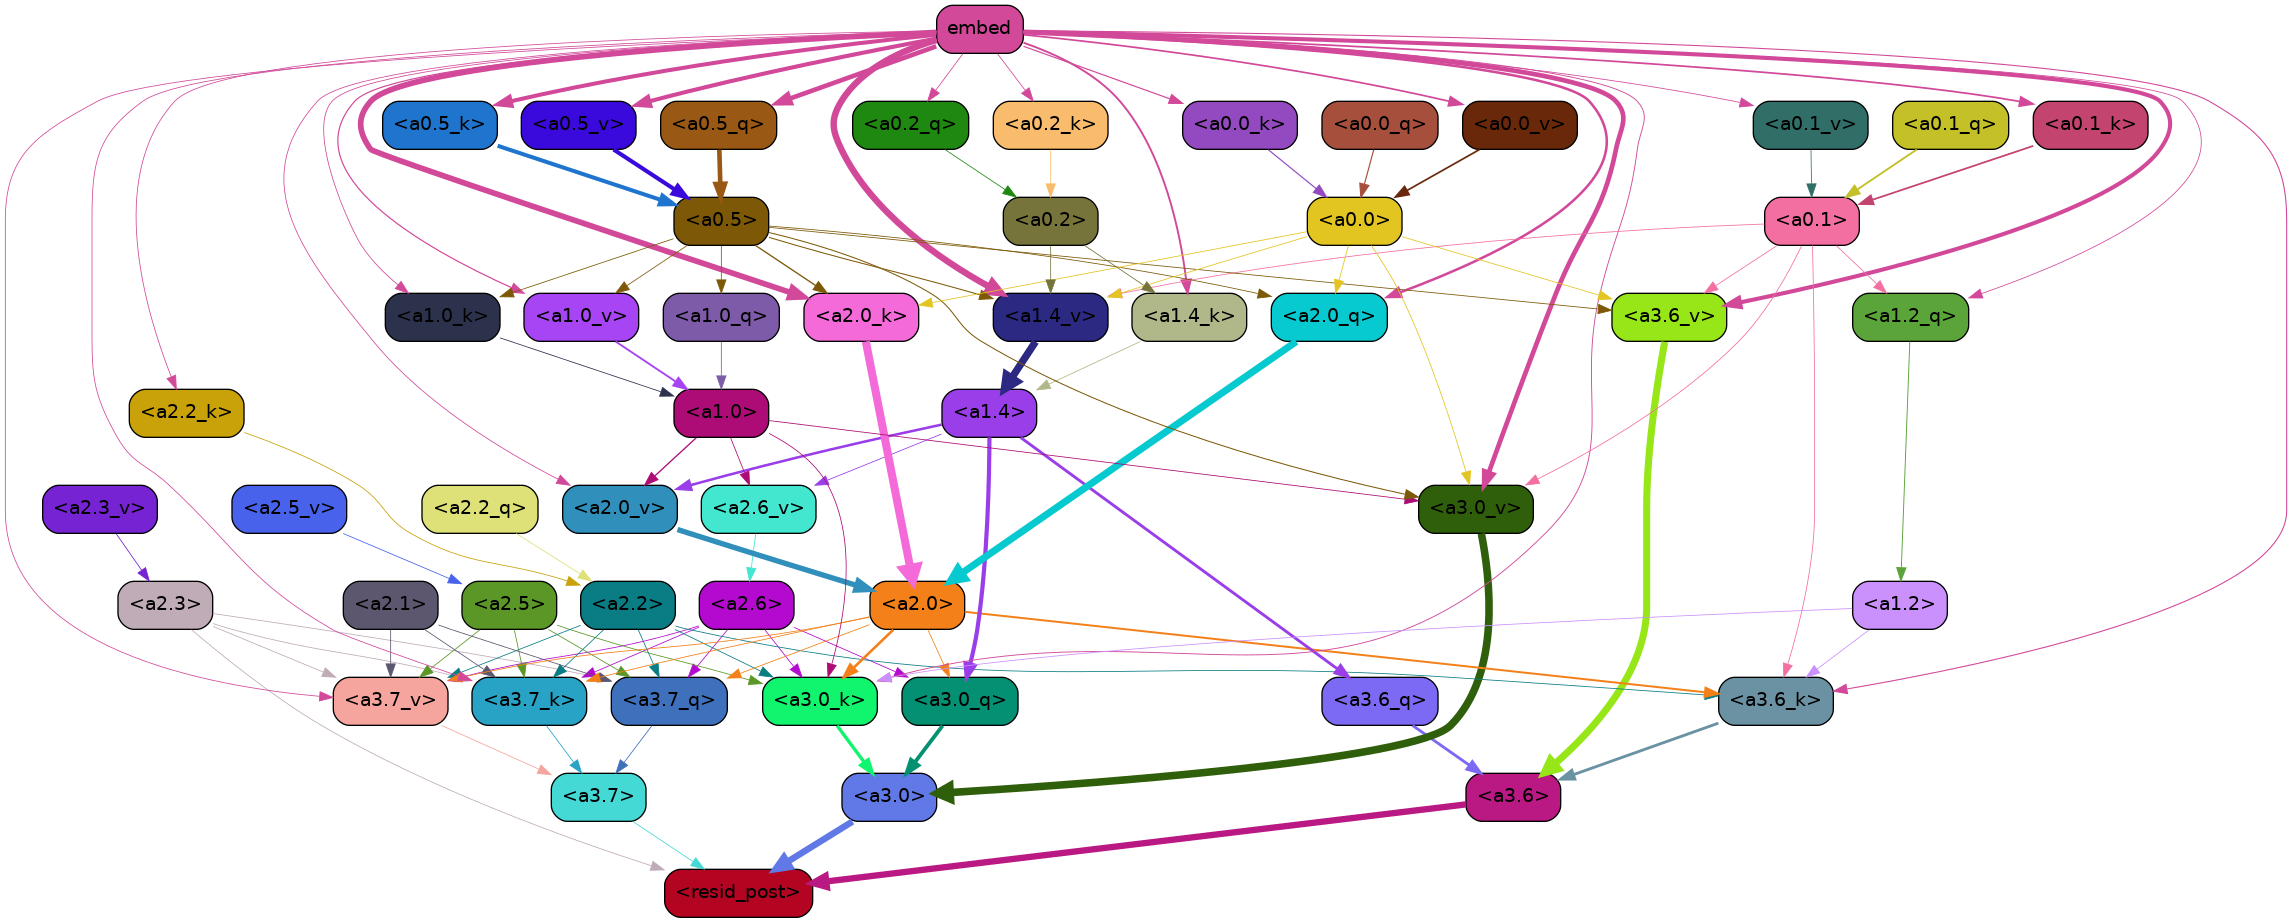 embed
<a0.5_k> <a0.5_v> <a0.5_q> <a0.2_q> <a0.2_k> <a0.0_k> <a0.0_q> <a0.0_v> <a0.1_v> <a0.1_q> <a0.1_k>
<a0.5> <a0.2> <a0.0> <a0.1>
<a1.0_k> <a1.0_v> <a1.0_q> <a2.0_k> <a1.4_v> <a1.4_k> <a2.0_q> <a3.6_v> <a1.2_q>
<a2.2_k> <a1.0> <a1.4>
<a2.3_v> <a2.5_v> <a2.2_q> <a2.0_v> <a2.6_v> <a3.0_v>
<a2.3> <a2.1> <a2.5> <a2.2> <a2.6> <a2.0> <a1.2>
<a3.7_v> <a3.7_k> <a3.7_q> <a3.0_k> <a3.0_q> <a3.6_q> <a3.6_k>
<a3.7> <a3.0> <a3.6>
<resid_post>